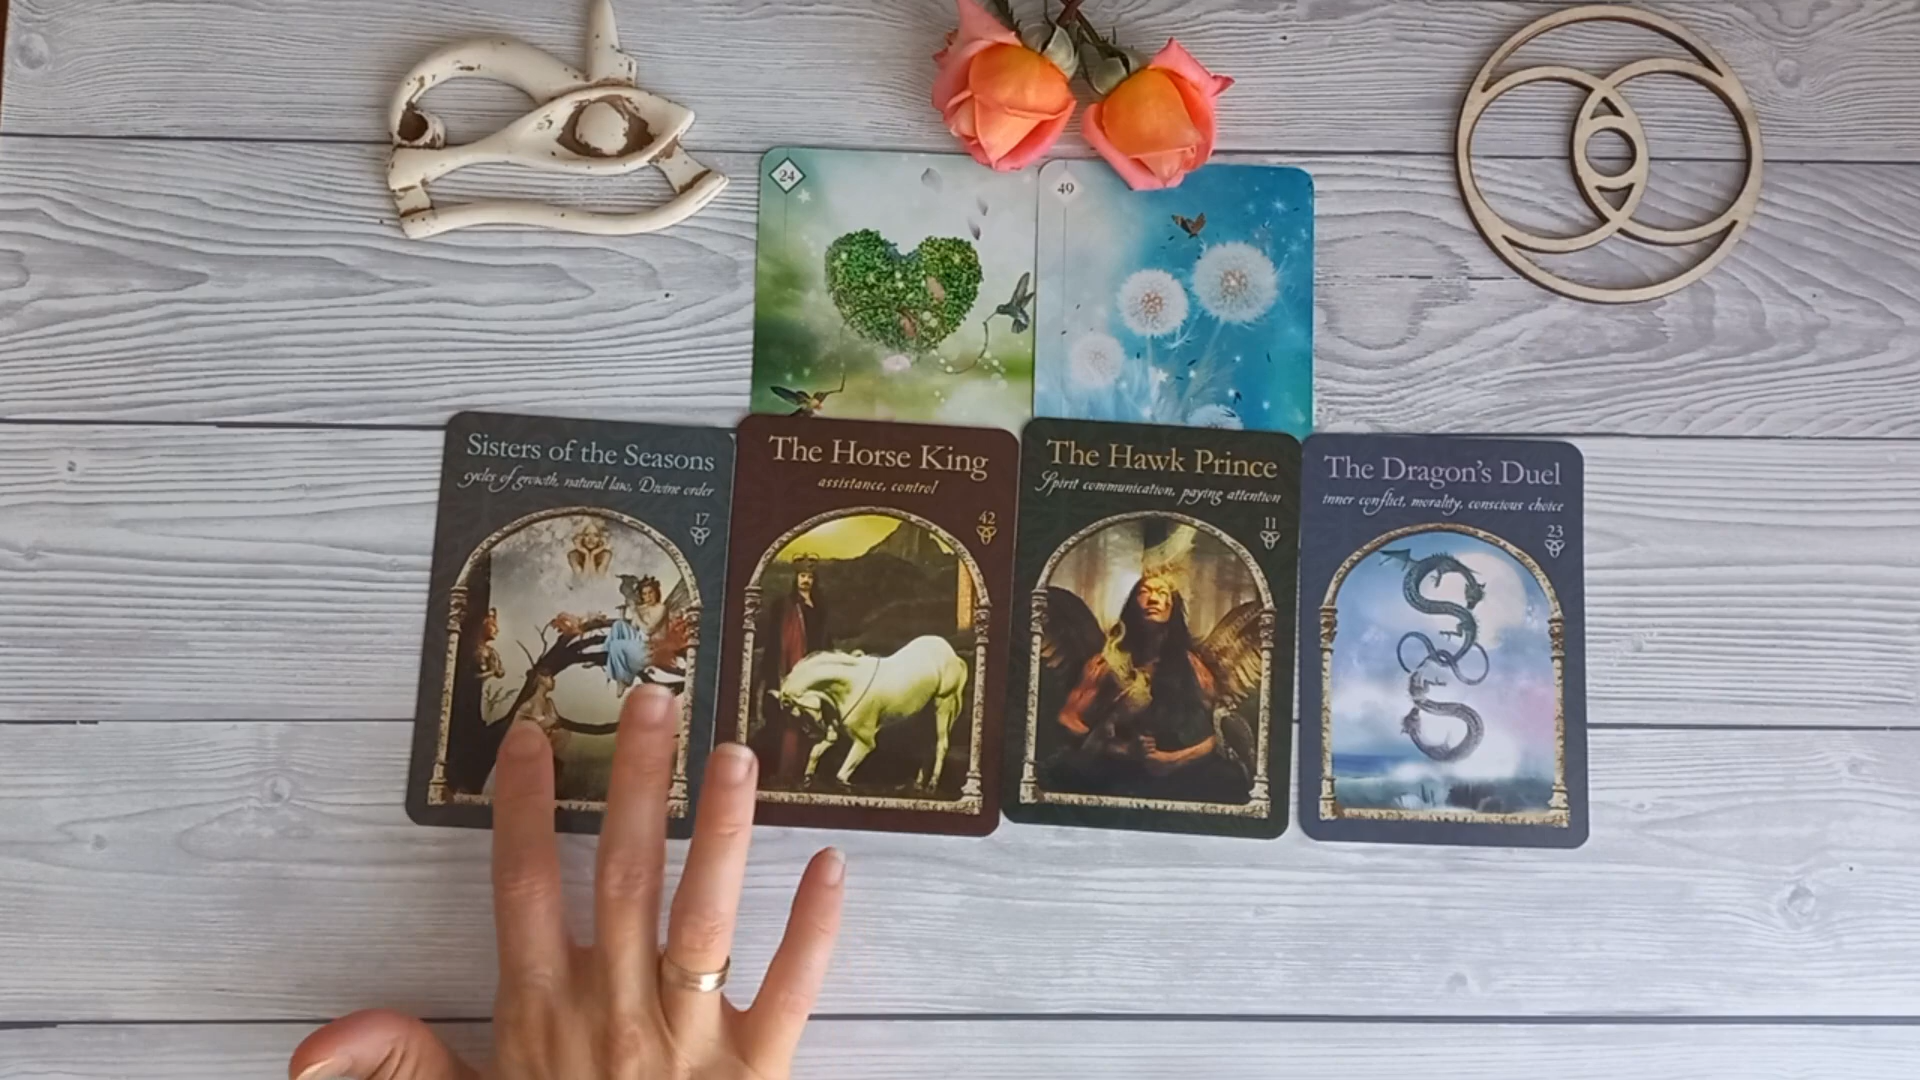 24
49
Sisters of the Seasons
cycles of growth, natural law, Divine order
17
The Horse King
assistance, control
42
The Hawk Prince
Spirit communication, paying attention
11
The Dragon's Duel
inner conflict, morality, conscious choice
23